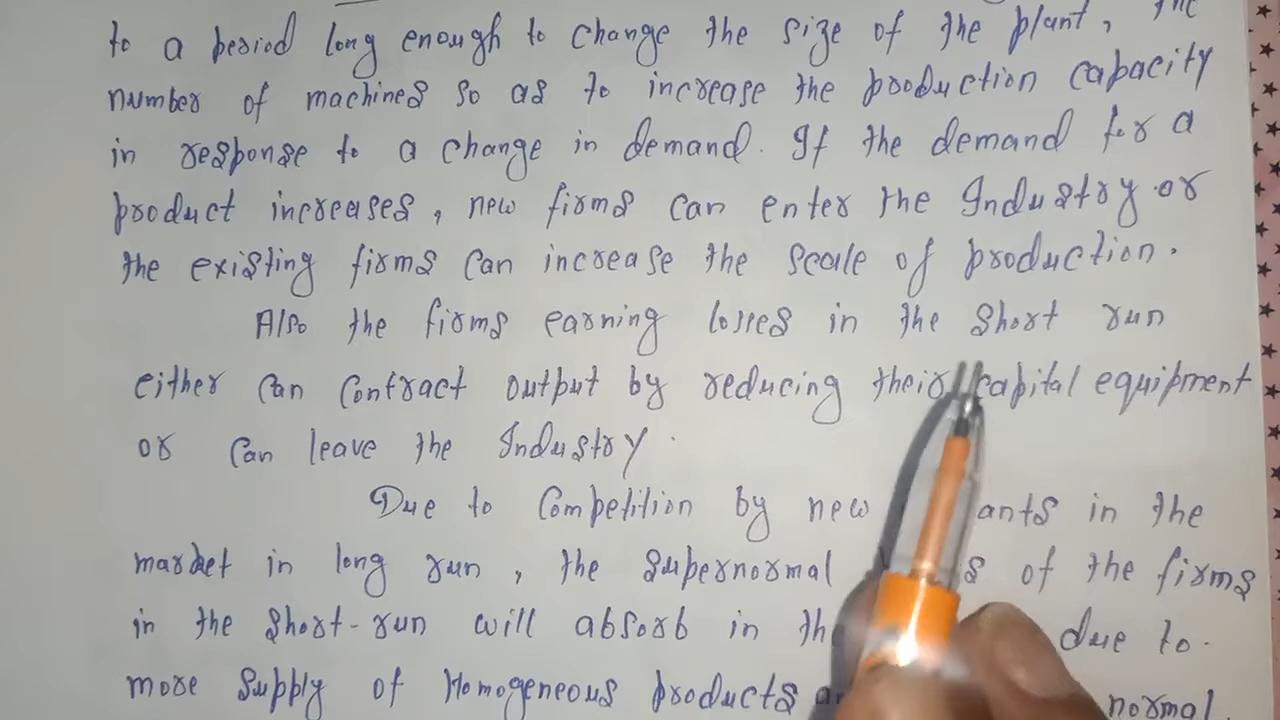 to a period long enough to change the size of the plant, the
number of machines so as to increase the production capacity
in response to a change in demand. If the demand for a
product increases, new firms can enter the Industry or
the existing firms can increase the scale of production.
Also the firms earning losses in the short run
either can contract output by reducing their capital equipment
or can leave the Industry.
Due to competition by new ants in the
market in long run, the supernormal s of the firms
in the short-run will absorb in the due to
more supply of Homogeneous products normal